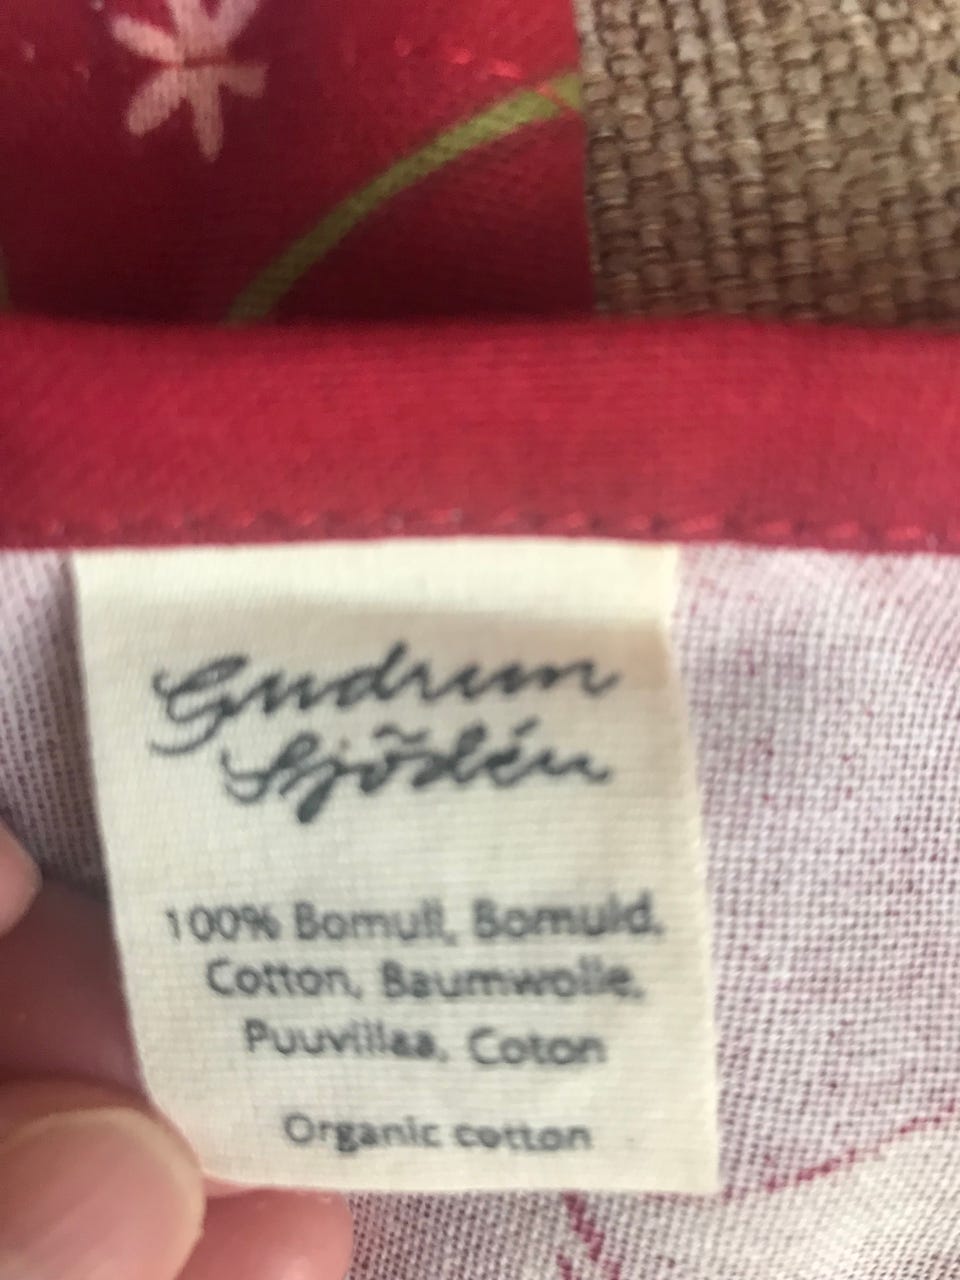 Gudrun
Sjödén
100% Bomull, Bomuld,
Cotton, Baumwolle,
Puuvillaa, Coton
Organic cotton